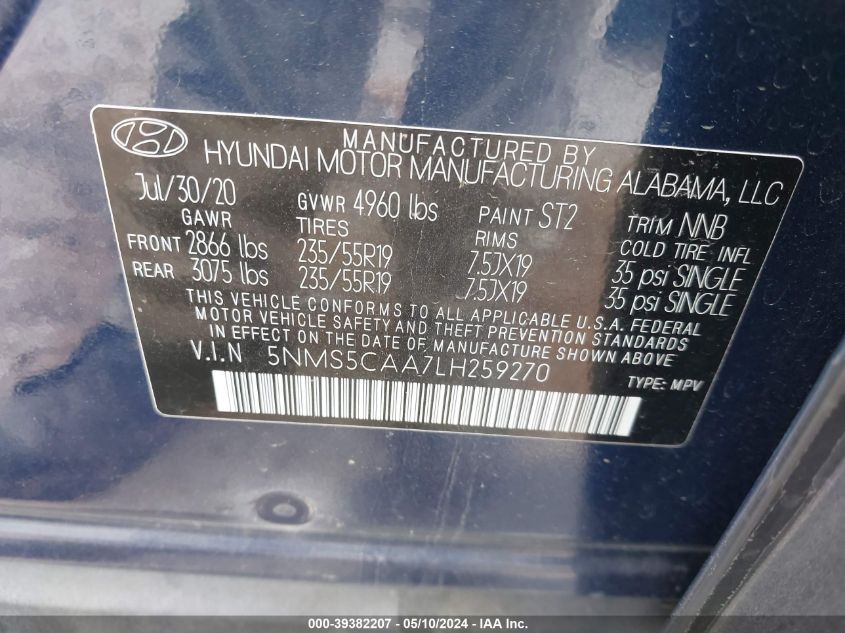 MANUFACTURED BY
HYUNDAI MOTOR MANUFACTURING ALABAMA, LLC
Jul/30/20 GVWR 4960 lbs PAINT ST2 TRIM NNB
GAWR TIRES RIMS COLD TIRE INFL
FRONT 2866 lbs 235/55R19 7.5JX19 35 psi SINGLE
REAR 3075 lbs 235/55R19 7.5JX19 35 psi SINGLE
THIS VEHICLE CONFORMS TO ALL APPLICABLE U.S.A. FEDERAL
MOTOR VEHICLE SAFETY AND THEFT PREVENTION STANDARDS
IN EFFECT ON THE DATE OF MANUFACTURE SHOWN ABOVE.
V.I.N 5NMS5CAA7LH259270 TYPE: MPV
000-39382207 - 05/10/2024 - IAA Inc.